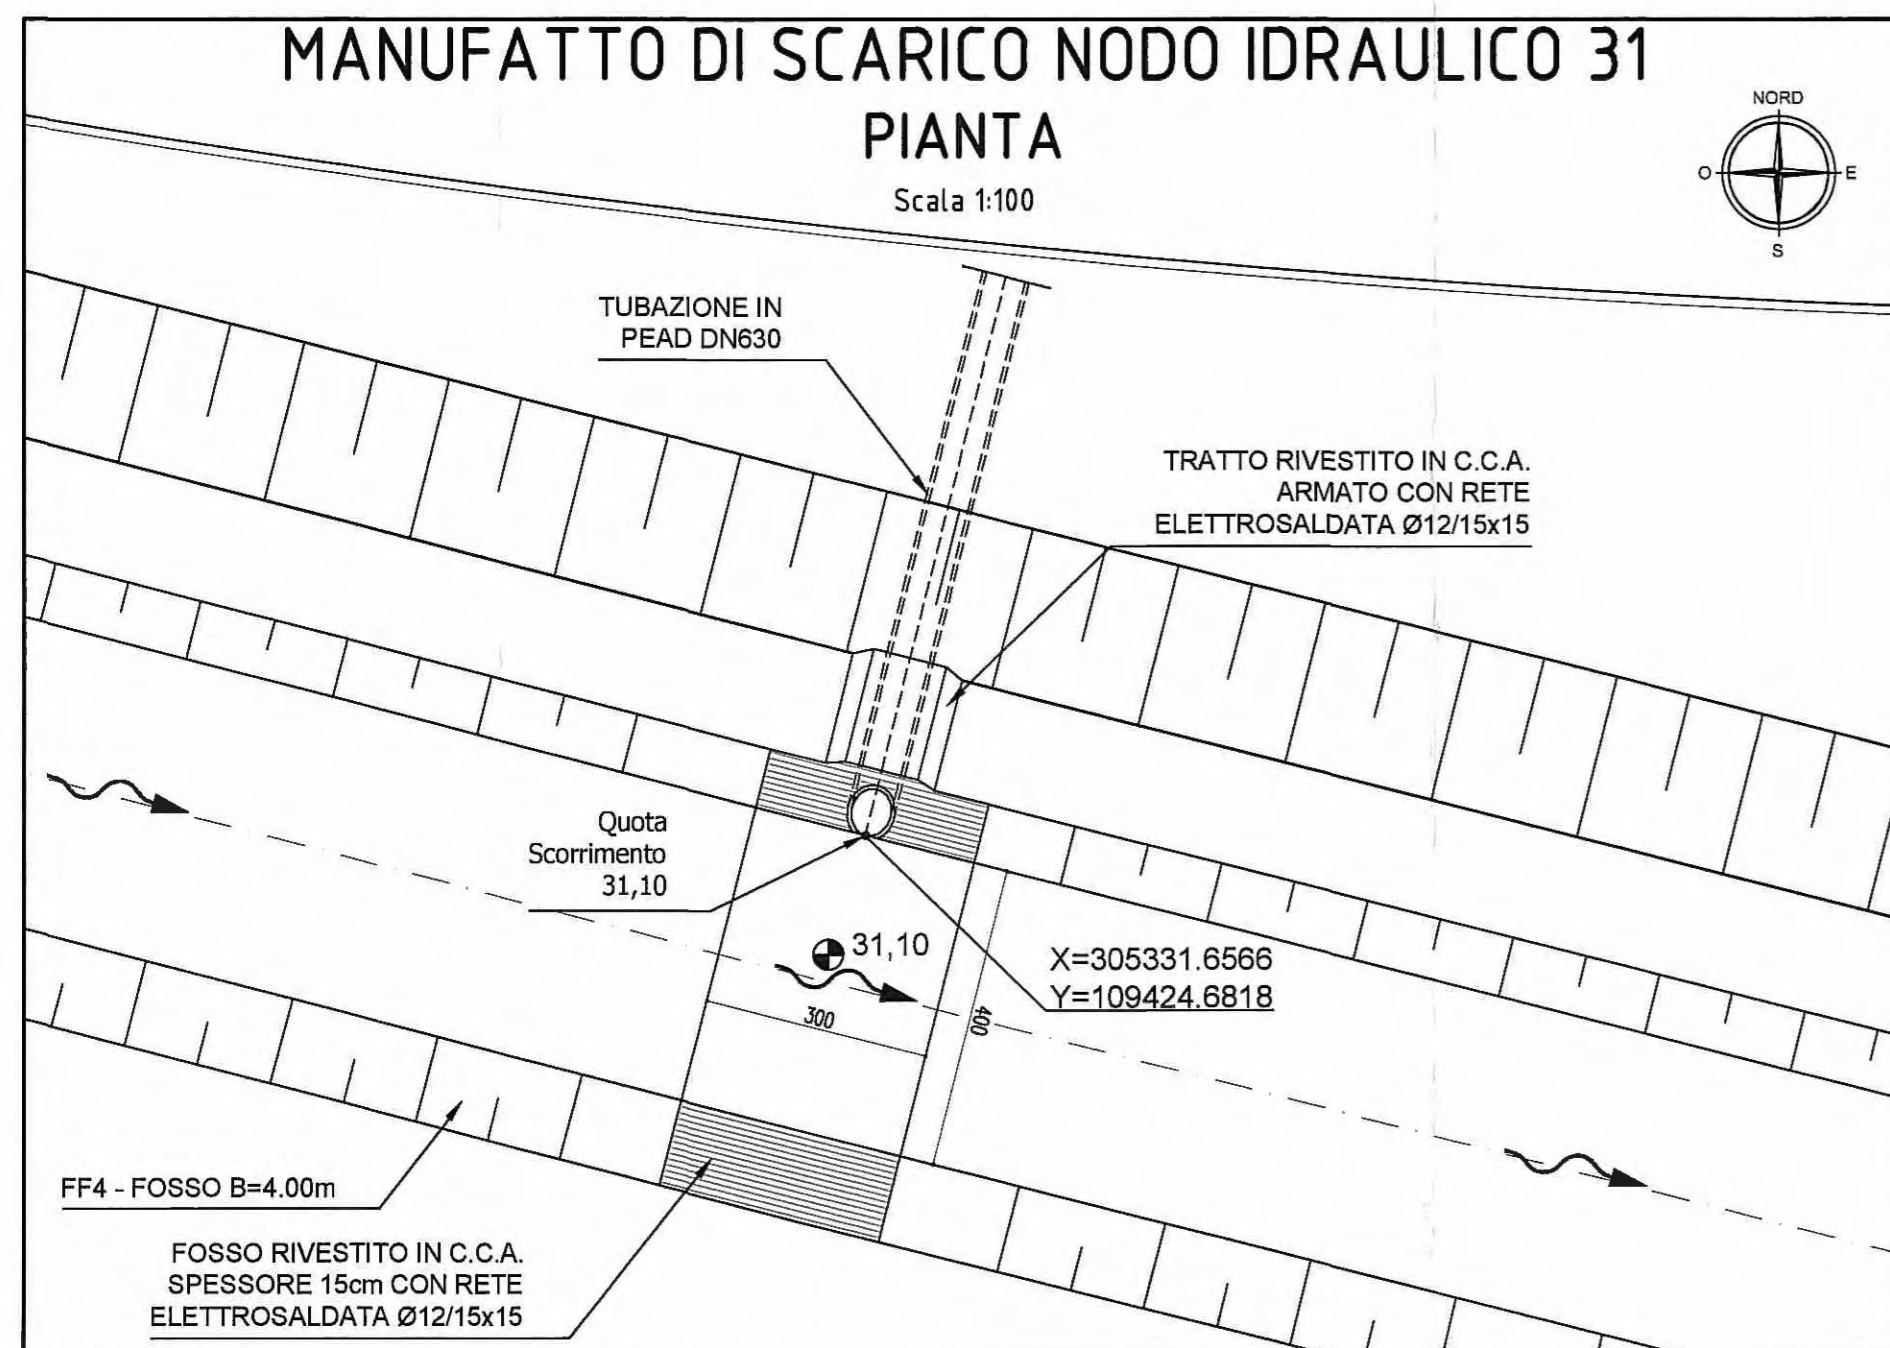 MANUFATTO DI SCARICO NODO IDRAULICO 31
PIANTA
Scala 1:100
NORD
O
E
S
TUBAZIONE IN
PEAD DN630
TRATTO RIVESTITO IN C.C.A.
ARMATO CON RETE
ELETTROSALDATA Ø12/15x15
Quota
Scorrimento
31,10
31,10
X=305331.6566
Y=109424.6818
300
400
FF4 - FOSSO B=4.00m
FOSSO RIVESTITO IN C.C.A.
SPESSORE 15cm CON RETE
ELETTROSALDATA Ø12/15x15